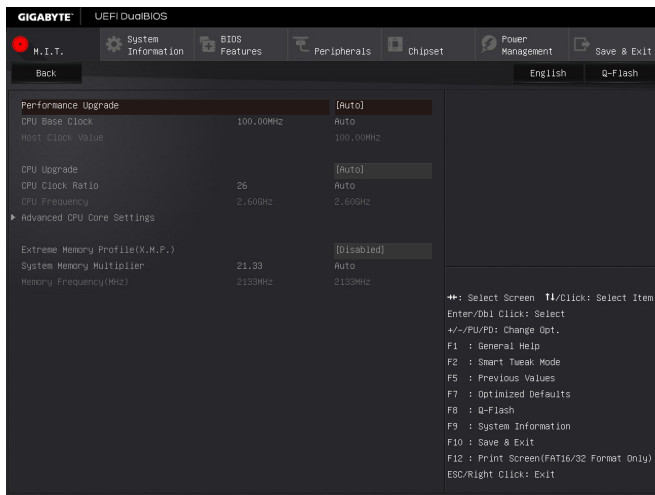 GIGABYTE™ UEFI DualBIOS
M.I.T.
System Information
BIOS Features
Peripherals
Chipset
Power Management
Save & Exit
Back English Q-Flash
Performance Upgrade [Auto]
CPU Base Clock 100.00MHz Auto
Host Clock Value 100.00MHz
CPU Upgrade [Auto]
CPU Clock Ratio 26 Auto
CPU Frequency 2.60GHz 2.60GHz
▶ Advanced CPU Core Settings
Extreme Memory Profile(X.M.P.) [Disabled]
System Memory Multiplier 21.33 Auto
Memory Frequency(MHz) 2133MHz 2133MHz
→←: Select Screen ↑↓/Click: Select Item
Enter/Dbl Click: Select
+/-/PU/PD: Change Opt.
F1 : General Help
F2 : Smart Tweak Mode
F5 : Previous Values
F7 : Optimized Defaults
F8 : Q-Flash
F9 : System Information
F10 : Save & Exit
F12 : Print Screen(FAT16/32 Format Only)
ESC/Right Click: Exit